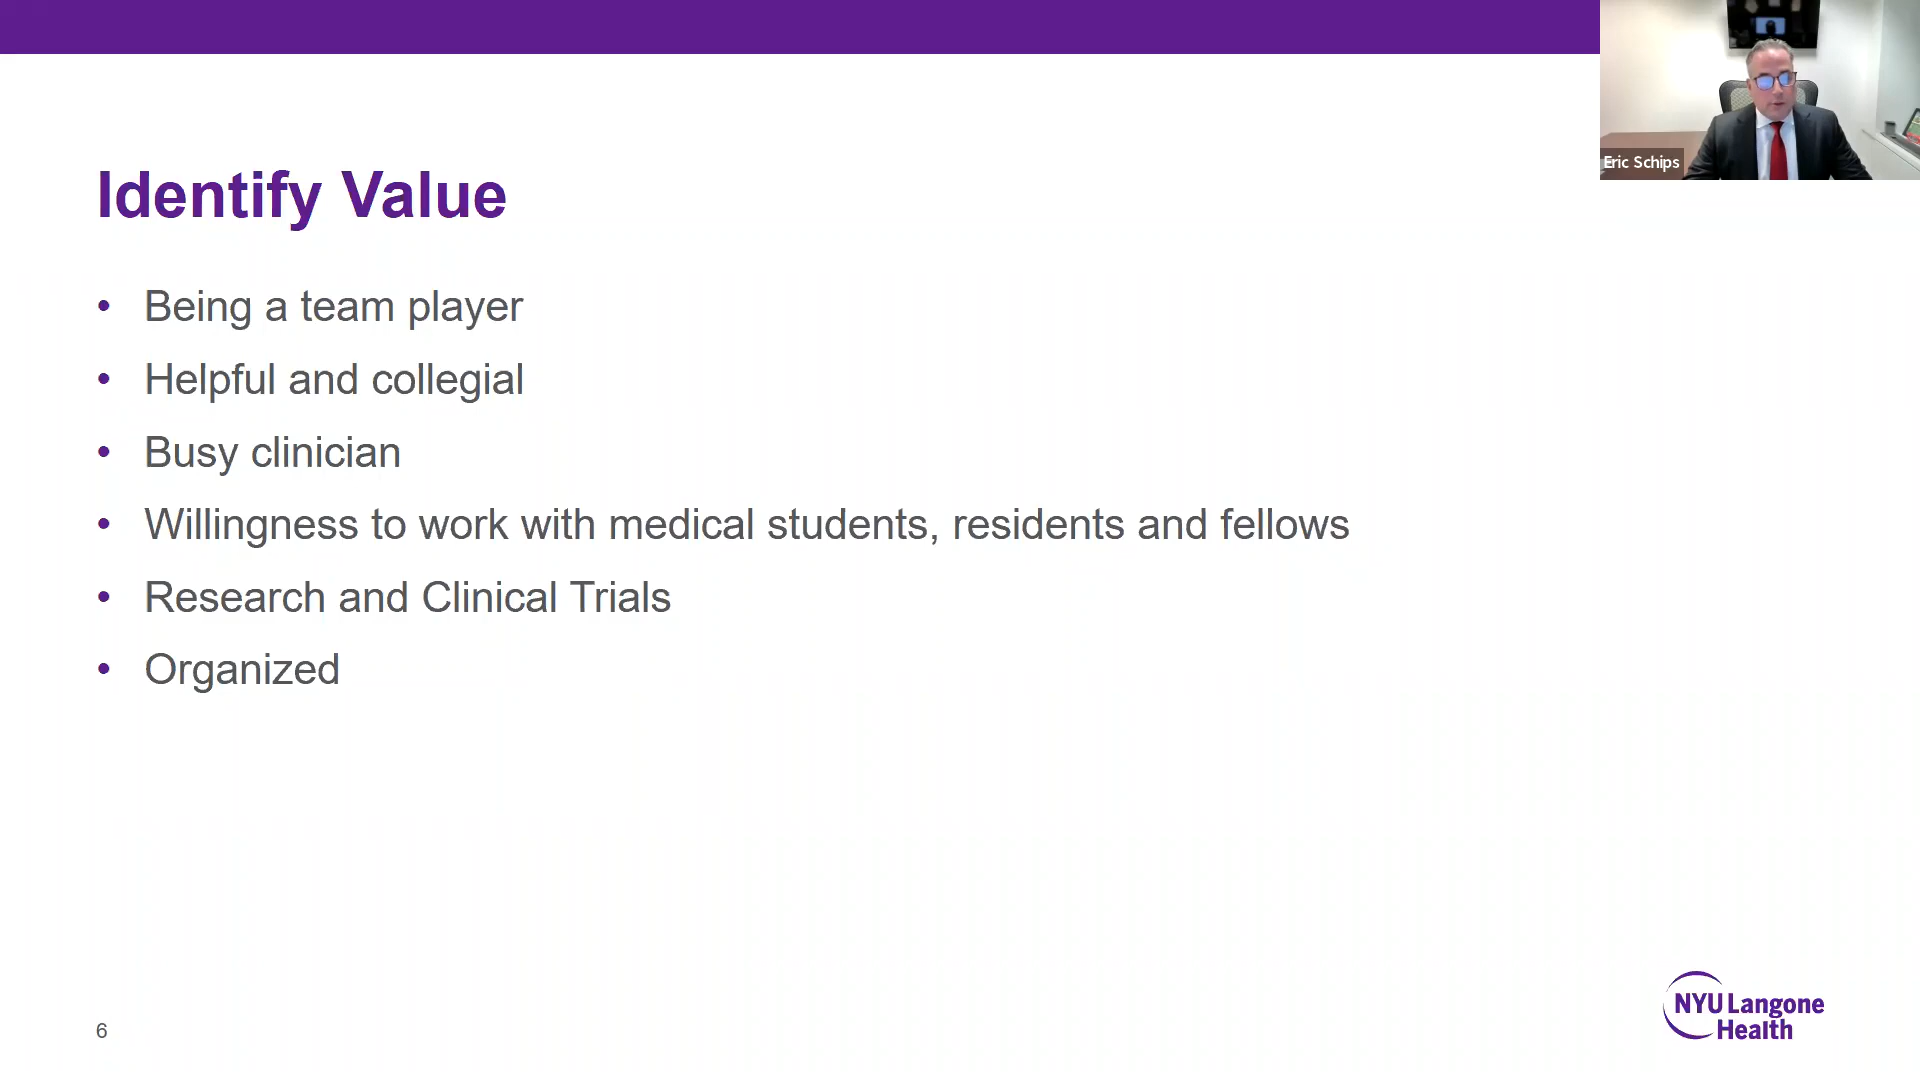 Eric Schips
Identify Value
• Being a team player
• Helpful and collegial
• Busy clinician
• Willingness to work with medical students, residents and fellows
• Research and Clinical Trials
• Organized
6
NYU Langone
Health